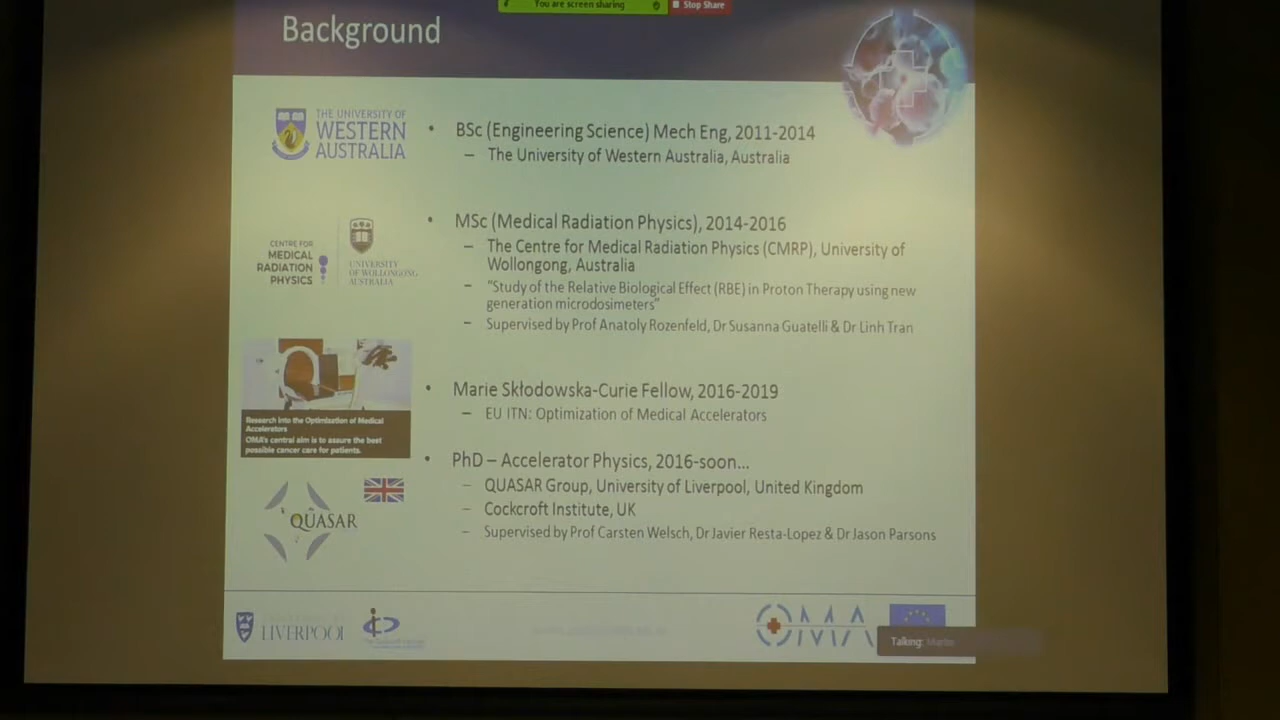 You are screen sharing
Stop Share
Background
THE UNIVERSITY OF
WESTERN
AUSTRALIA
• BSc (Engineering Science) Mech Eng, 2011-2014
– The University of Western Australia, Australia
CENTRE FOR
MEDICAL
RADIATION
PHYSICS
UNIVERSITY
OF WOLLONGONG
AUSTRALIA
• MSc (Medical Radiation Physics), 2014-2016
– The Centre for Medical Radiation Physics (CMRP), University of
Wollongong, Australia
– "Study of the Relative Biological Effect (RBE) in Proton Therapy using new
generation microdosimeters"
– Supervised by Prof Anatoly Rozenfeld, Dr Susanna Guatelli & Dr Linh Tran
Research into the Optimisation of Medical
Accelerators
OMA's central aim is to assure the best
possible cancer care for patients.
• Marie Skłodowska-Curie Fellow, 2016-2019
– EU ITN: Optimization of Medical Accelerators
• PhD – Accelerator Physics, 2016-soon...
– QUASAR Group, University of Liverpool, United Kingdom
– Cockcroft Institute, UK
– Supervised by Prof Carsten Welsch, Dr Javier Resta-Lopez & Dr Jason Parsons
QUASAR
LIVERPOOL
OMA
Talking: